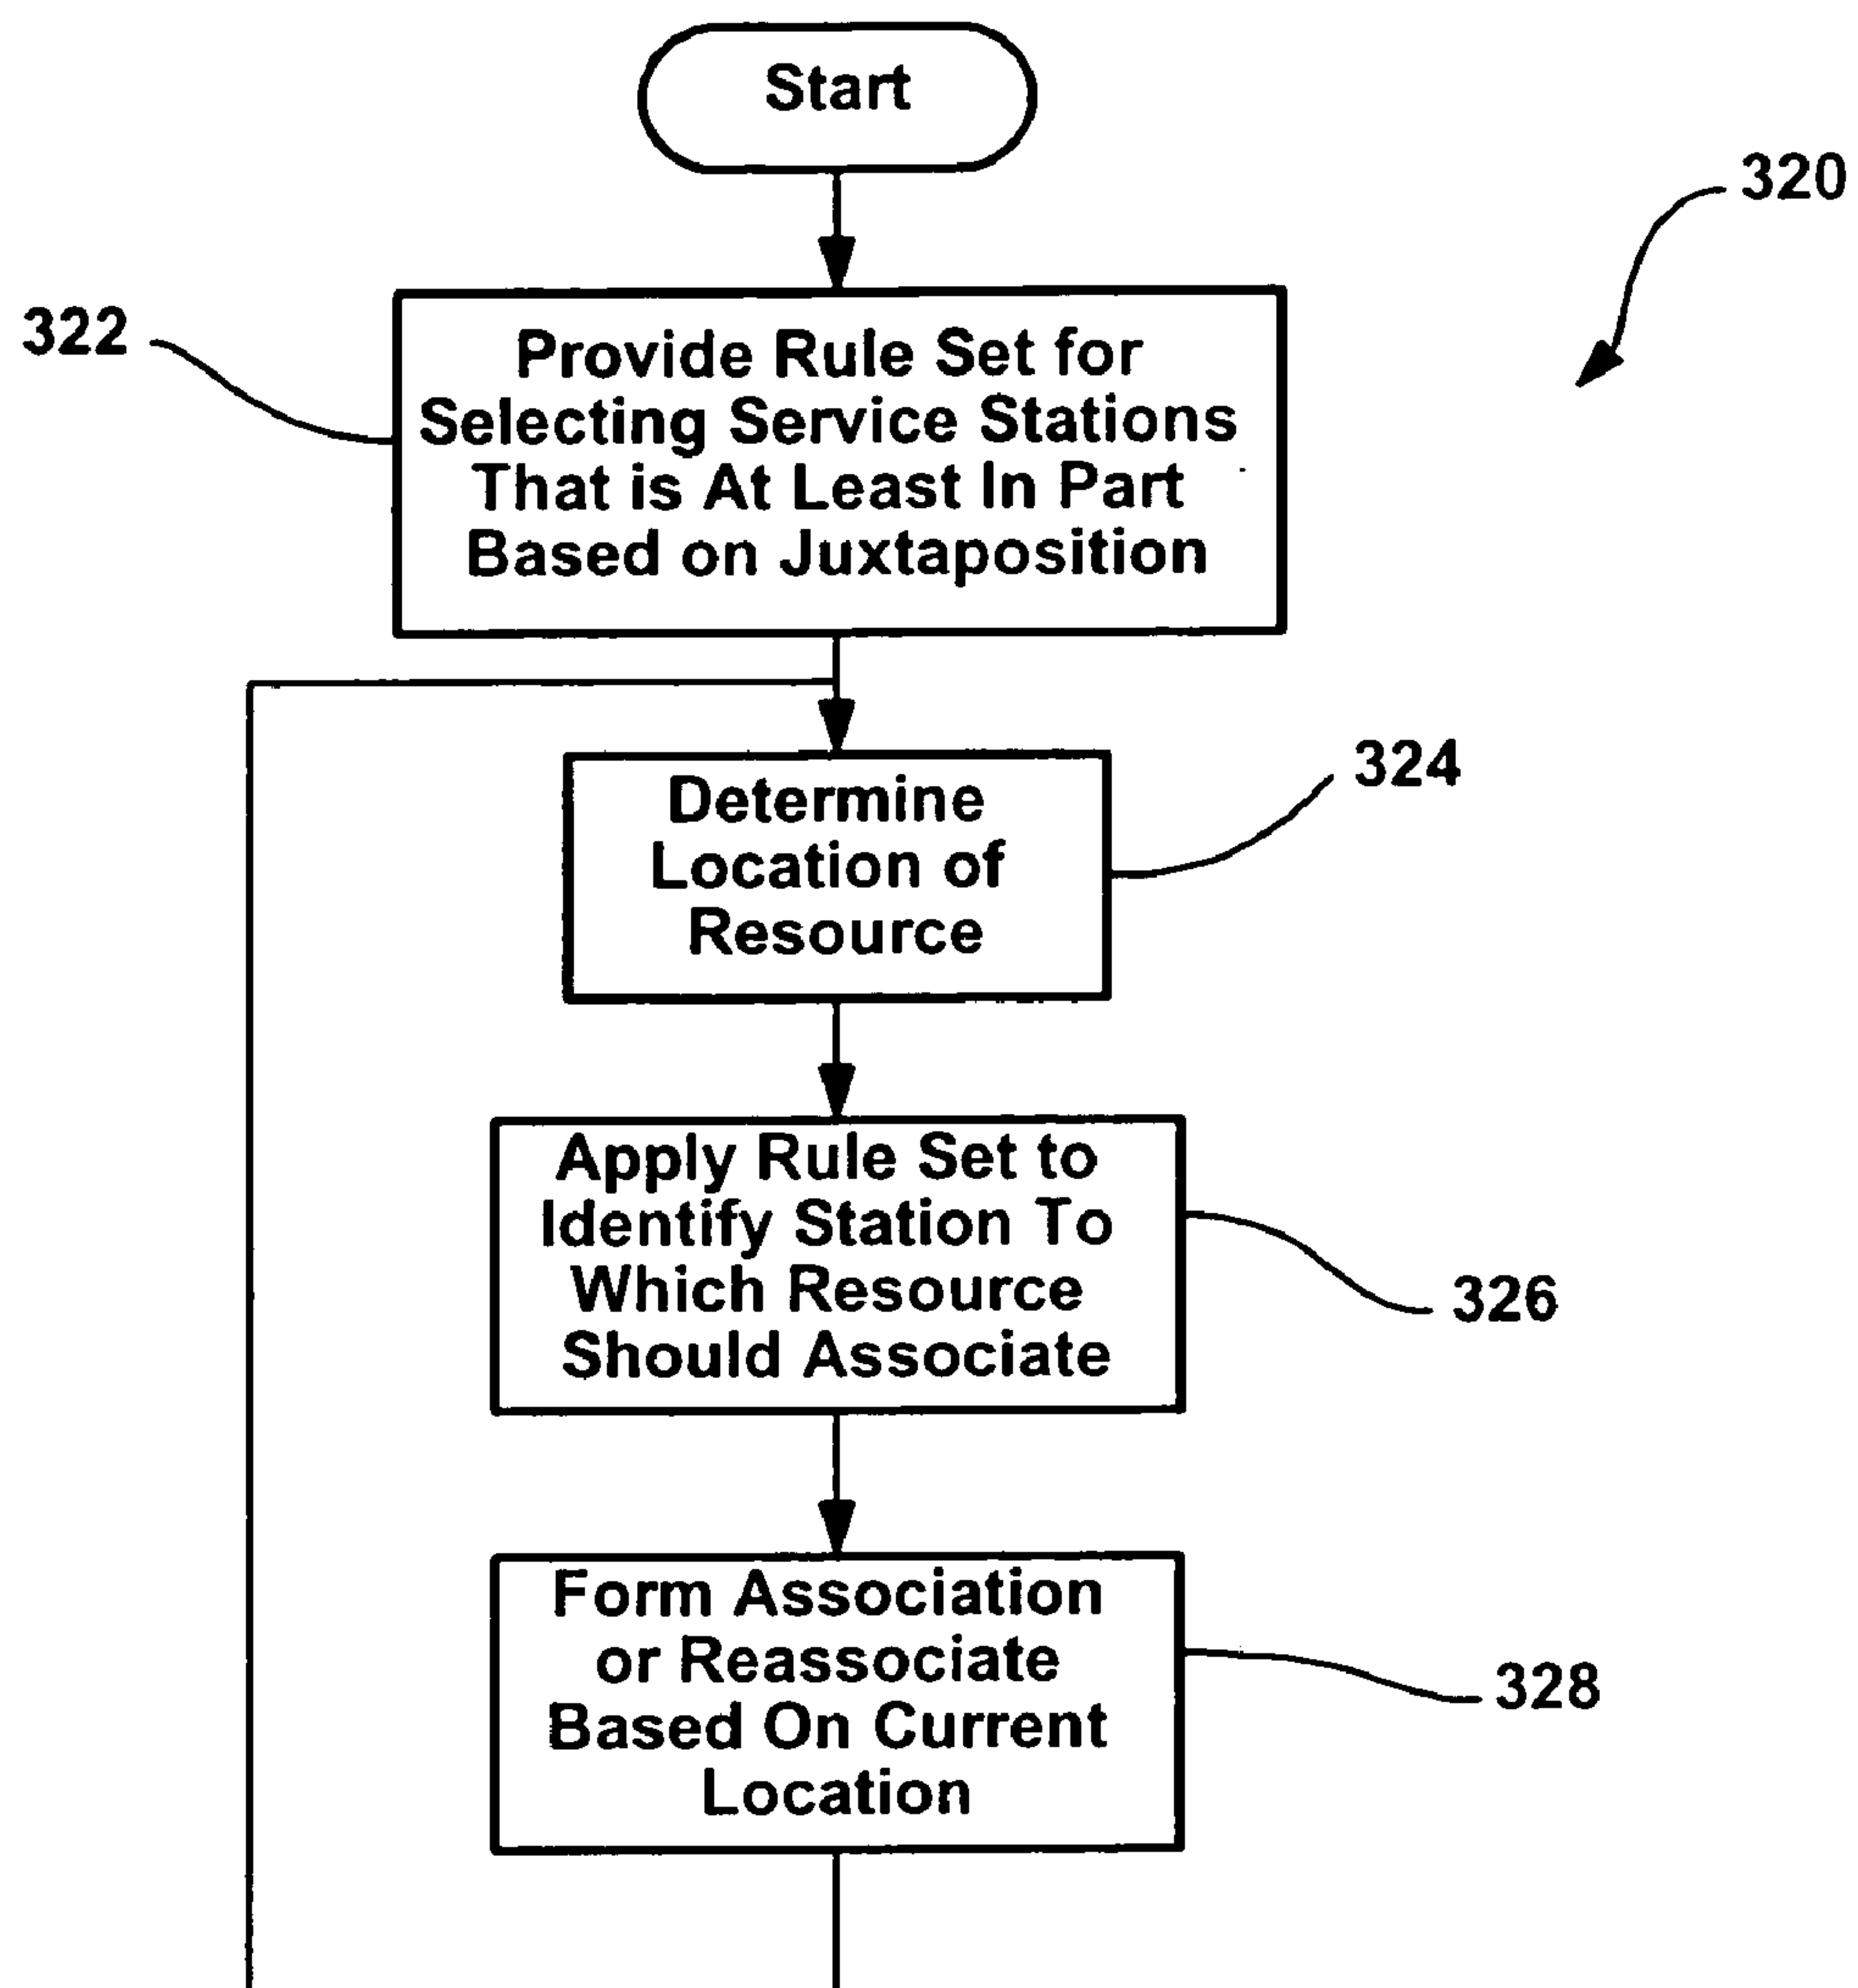 Start
320
322
Provide Rule Set for
Selecting Service Stations
That is At Least In Part
Based on Juxtaposition
324
Determine
Location of
Resource
Apply Rule Set to
Identify Station To
Which Resource
Should Associate
326
Form Association
or Reassociate
Based On Current
Location
328